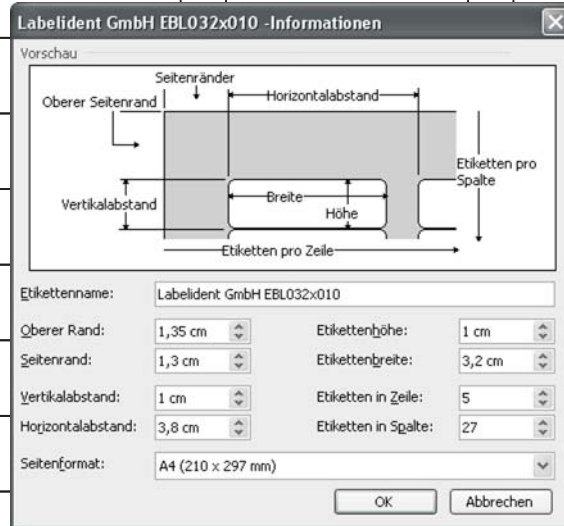 Labelident GmbH EBL032x010 -Informationen
Vorschau
Seitenränder
Oberer Seitenrand
Horizontalabstand
Etiketten pro
Spalte
Vertikalabstand
Breite
Höhe
Etiketten pro Zeile
Etikettenname: Labelident GmbH EBL032x010
Oberer Rand: 1,35 cm Etikettenhöhe: 1 cm
Seitenrand: 1,3 cm Etikettenbreite: 3,2 cm
Vertikalabstand: 1 cm Etiketten in Zeile: 5
Horizontalabstand: 3,8 cm Etiketten in Spalte: 27
Seitenformat: A4 (210 x 297 mm)
OK Abbrechen